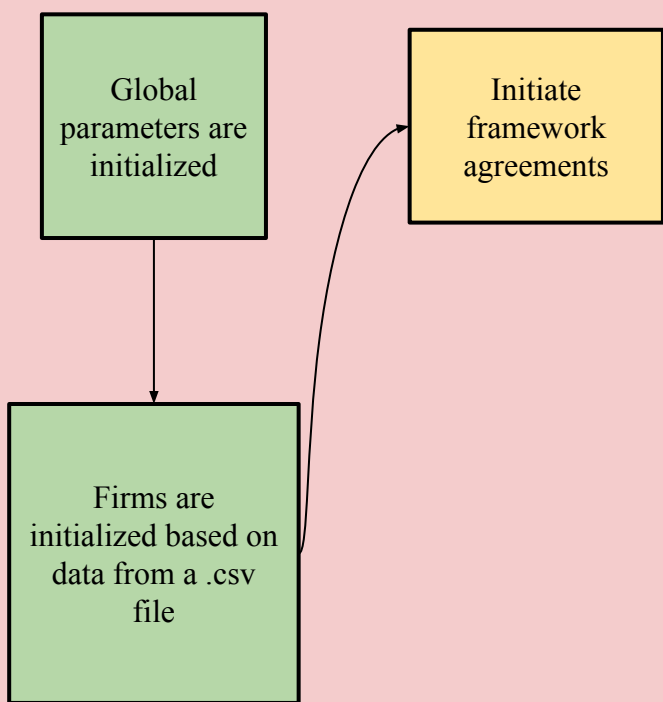 Global
parameters are
initialized
Initiate
framework
agreements
Firms are
initialized based on
data from a .csv
file